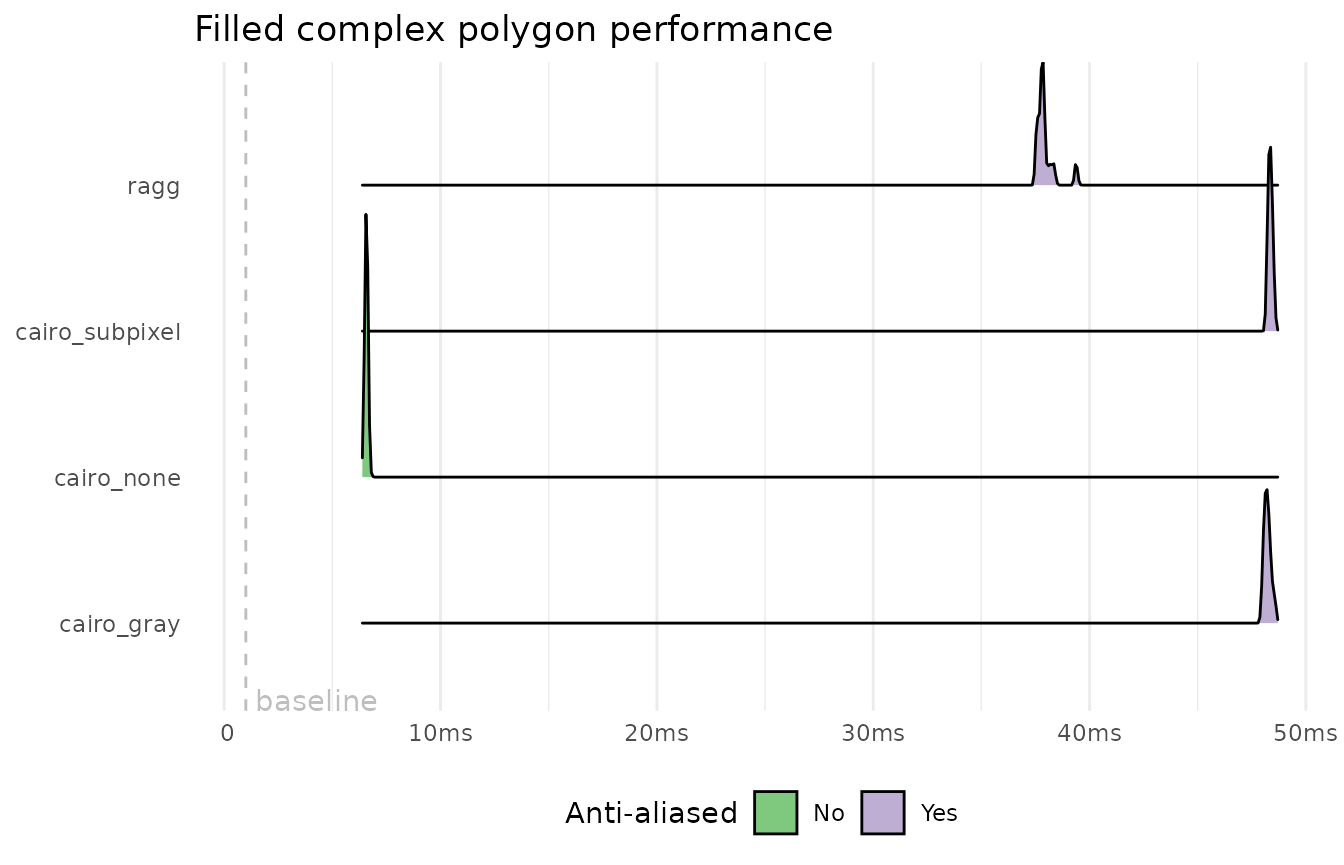 Filled complex polygon performance
ragg
cairo_subpixel
cairo_none
cairo_gray
baseline
0 10ms 20ms 30ms 40ms 50ms
Anti-aliased No Yes